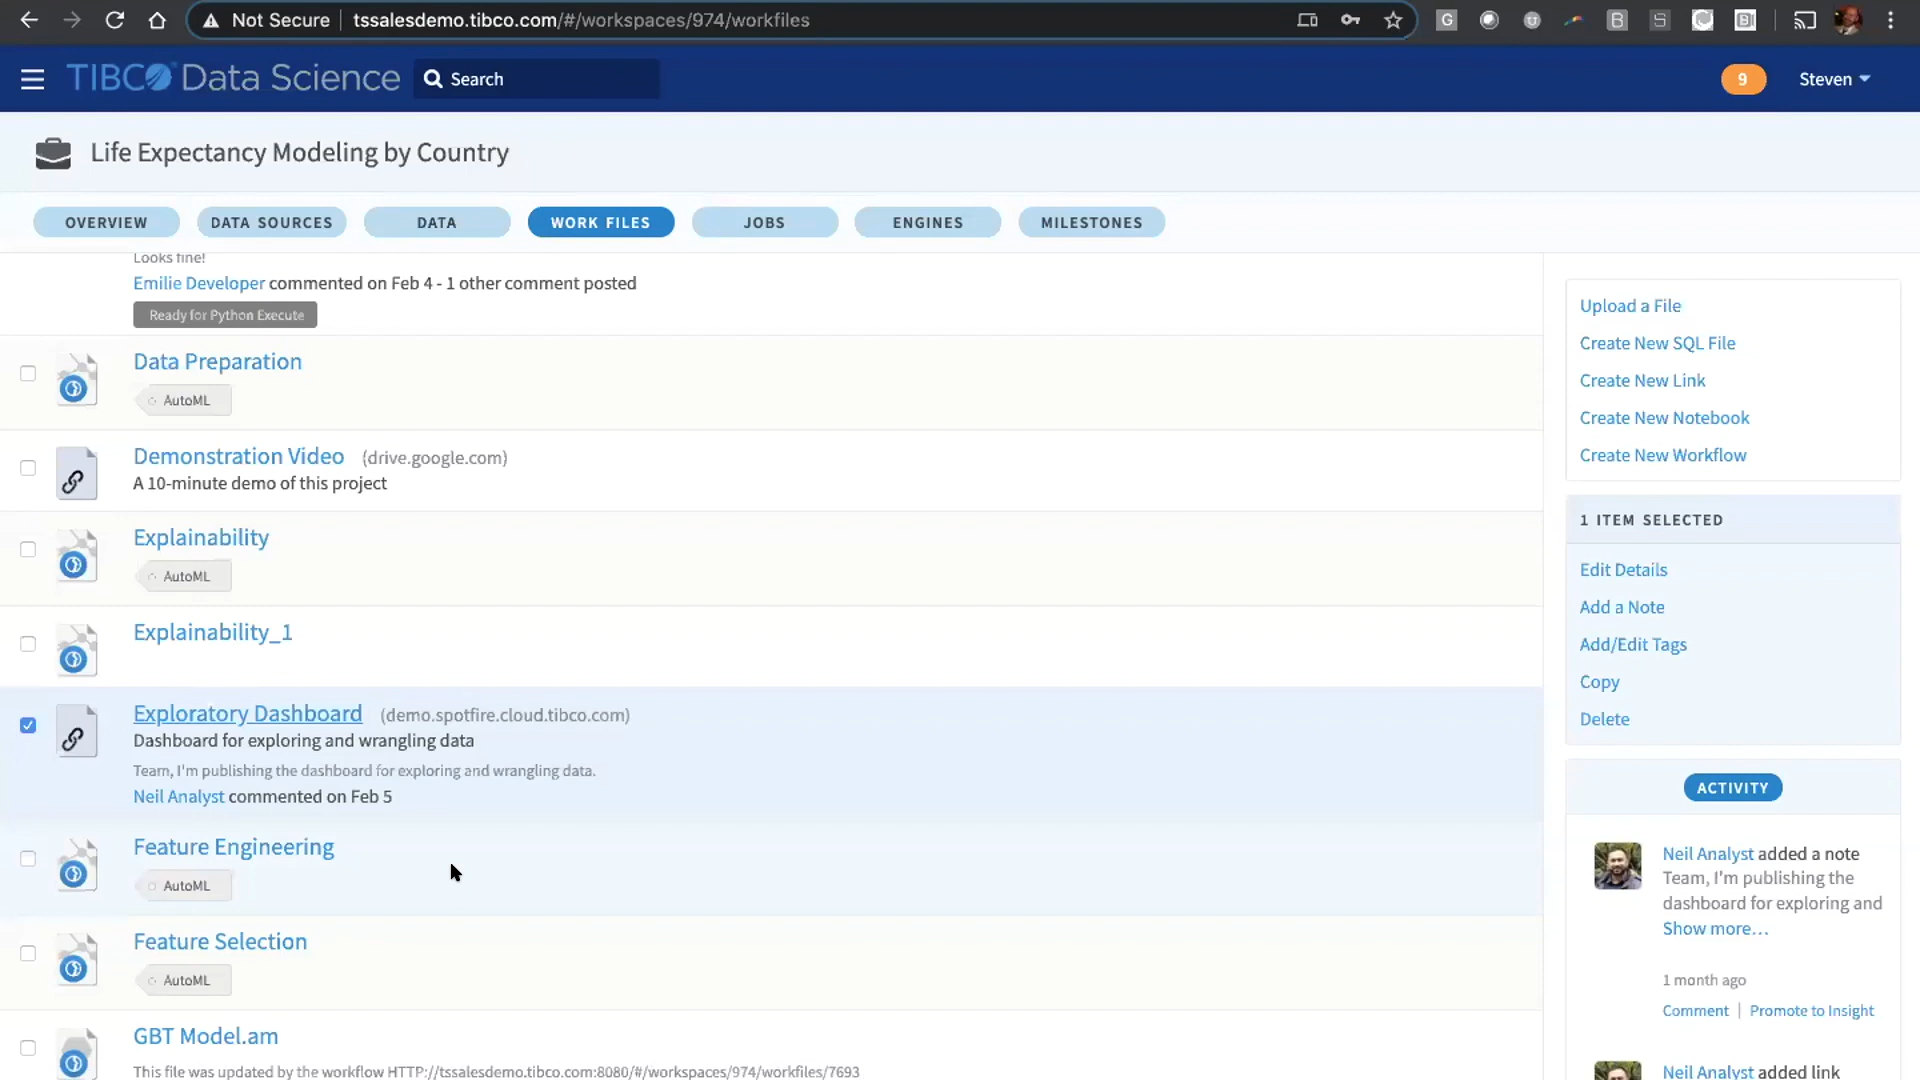 Not Secure | tssalesdemo.tibco.com/#/workspaces/974/workfiles
TIBCO Data Science
Search
9
Steven
Life Expectancy Modeling by Country
OVERVIEW
DATA SOURCES
DATA
WORK FILES
JOBS
ENGINES
MILESTONES
Looks fine!
Emilie Developer commented on Feb 4 - 1 other comment posted
Ready for Python Execute
Data Preparation
AutoML
Demonstration Video (drive.google.com)
A 10-minute demo of this project
Explainability
AutoML
Explainability_1
Exploratory Dashboard (demo.spotfire.cloud.tibco.com)
Dashboard for exploring and wrangling data
Team, I'm publishing the dashboard for exploring and wrangling data.
Neil Analyst commented on Feb 5
Feature Engineering
AutoML
Feature Selection
AutoML
GBT Model.am
This file was updated by the workflow HTTP://tssalesdemo.tibco.com:8080/#/workspaces/974/workfiles/7693
Upload a File
Create New SQL File
Create New Link
Create New Notebook
Create New Workflow
1 ITEM SELECTED
Edit Details
Add a Note
Add/Edit Tags
Copy
Delete
ACTIVITY
Neil Analyst added a note
Team, I'm publishing the
dashboard for exploring and
Show more…
1 month ago
Comment | Promote to Insight
Neil Analyst added link